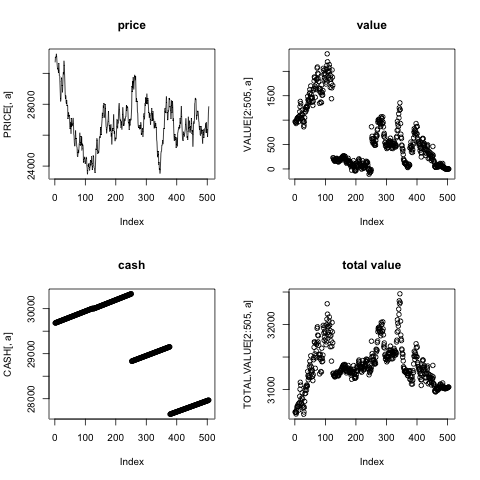 price
PRICE[, a]
28000
24000
0 100 200 300 400 500
Index
value
VALUE[2:505, a]
1500
500
0
0 100 200 300 400 500
Index
cash
CASH[, a]
30000
29000
28000
0 100 200 300 400 500
Index
total value
TOTAL.VALUE[2:505, a]
32000
31000
0 100 200 300 400 500
Index